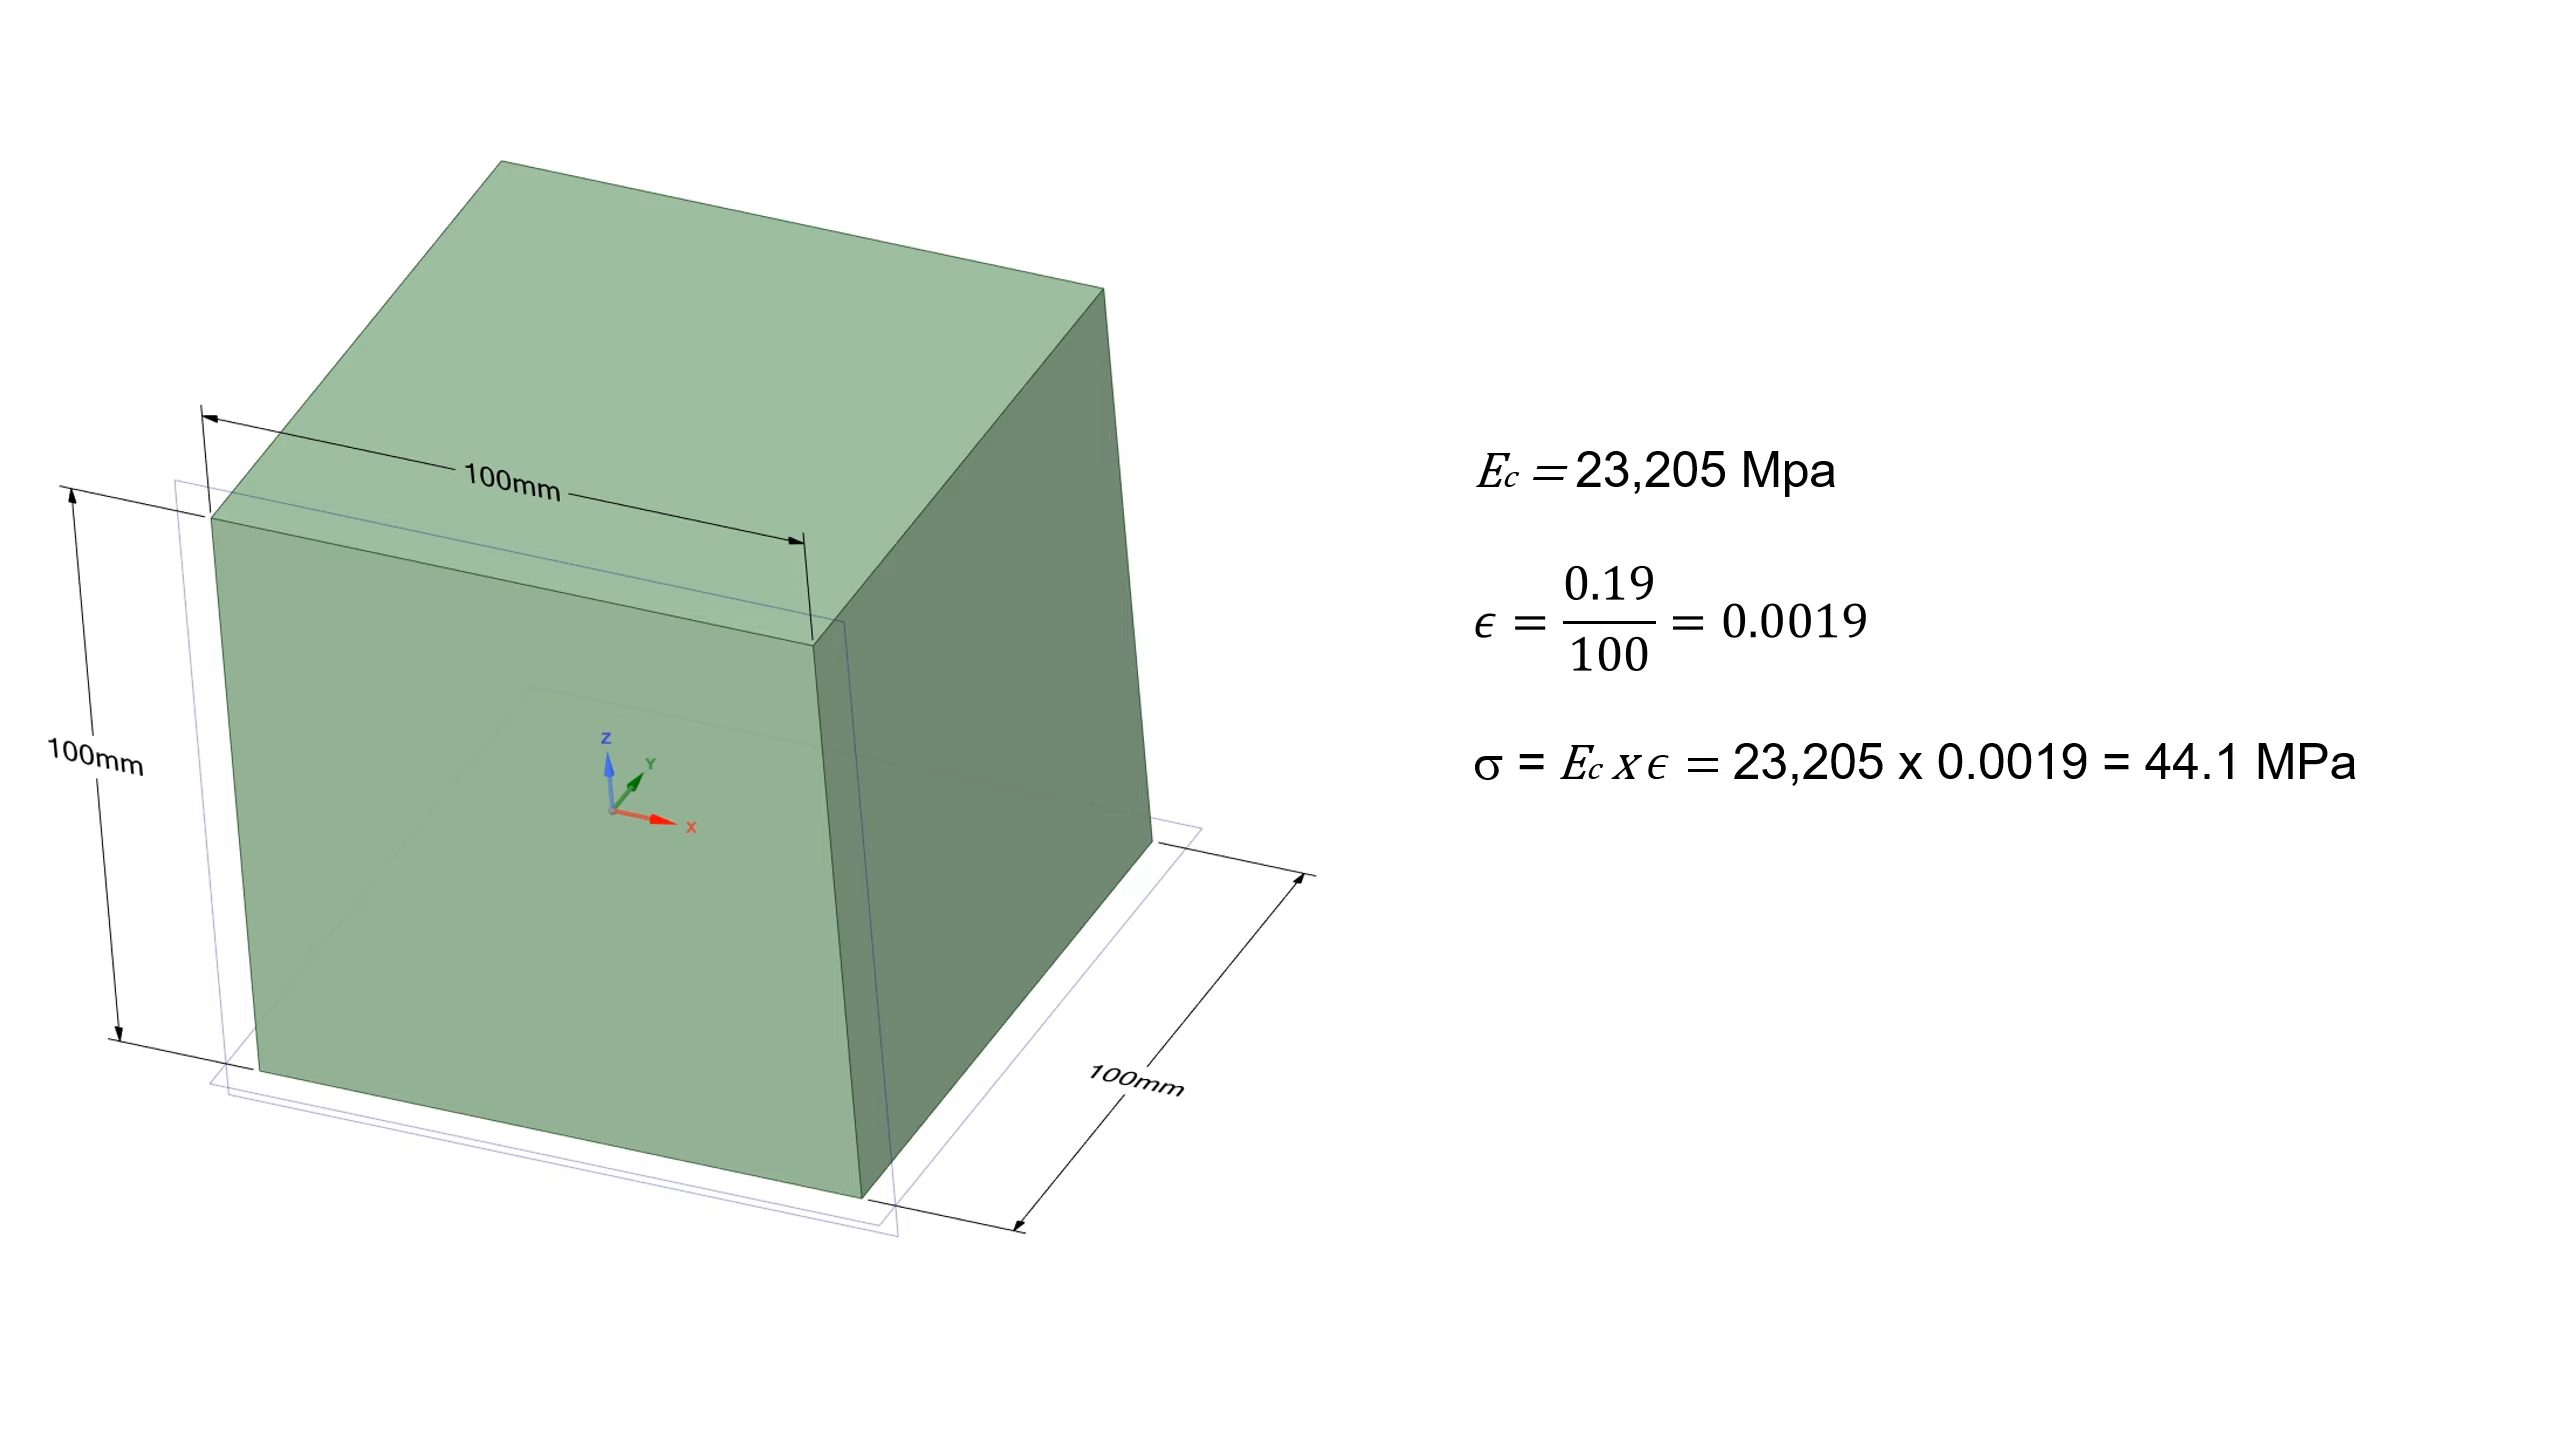 100mm
100mm
Z
Y
X
100mm
Ec = 23,205 Mpa
ϵ = 0.19/100 = 0.0019
σ = Ec x ϵ = 23,205 x 0.0019 = 44.1 MPa